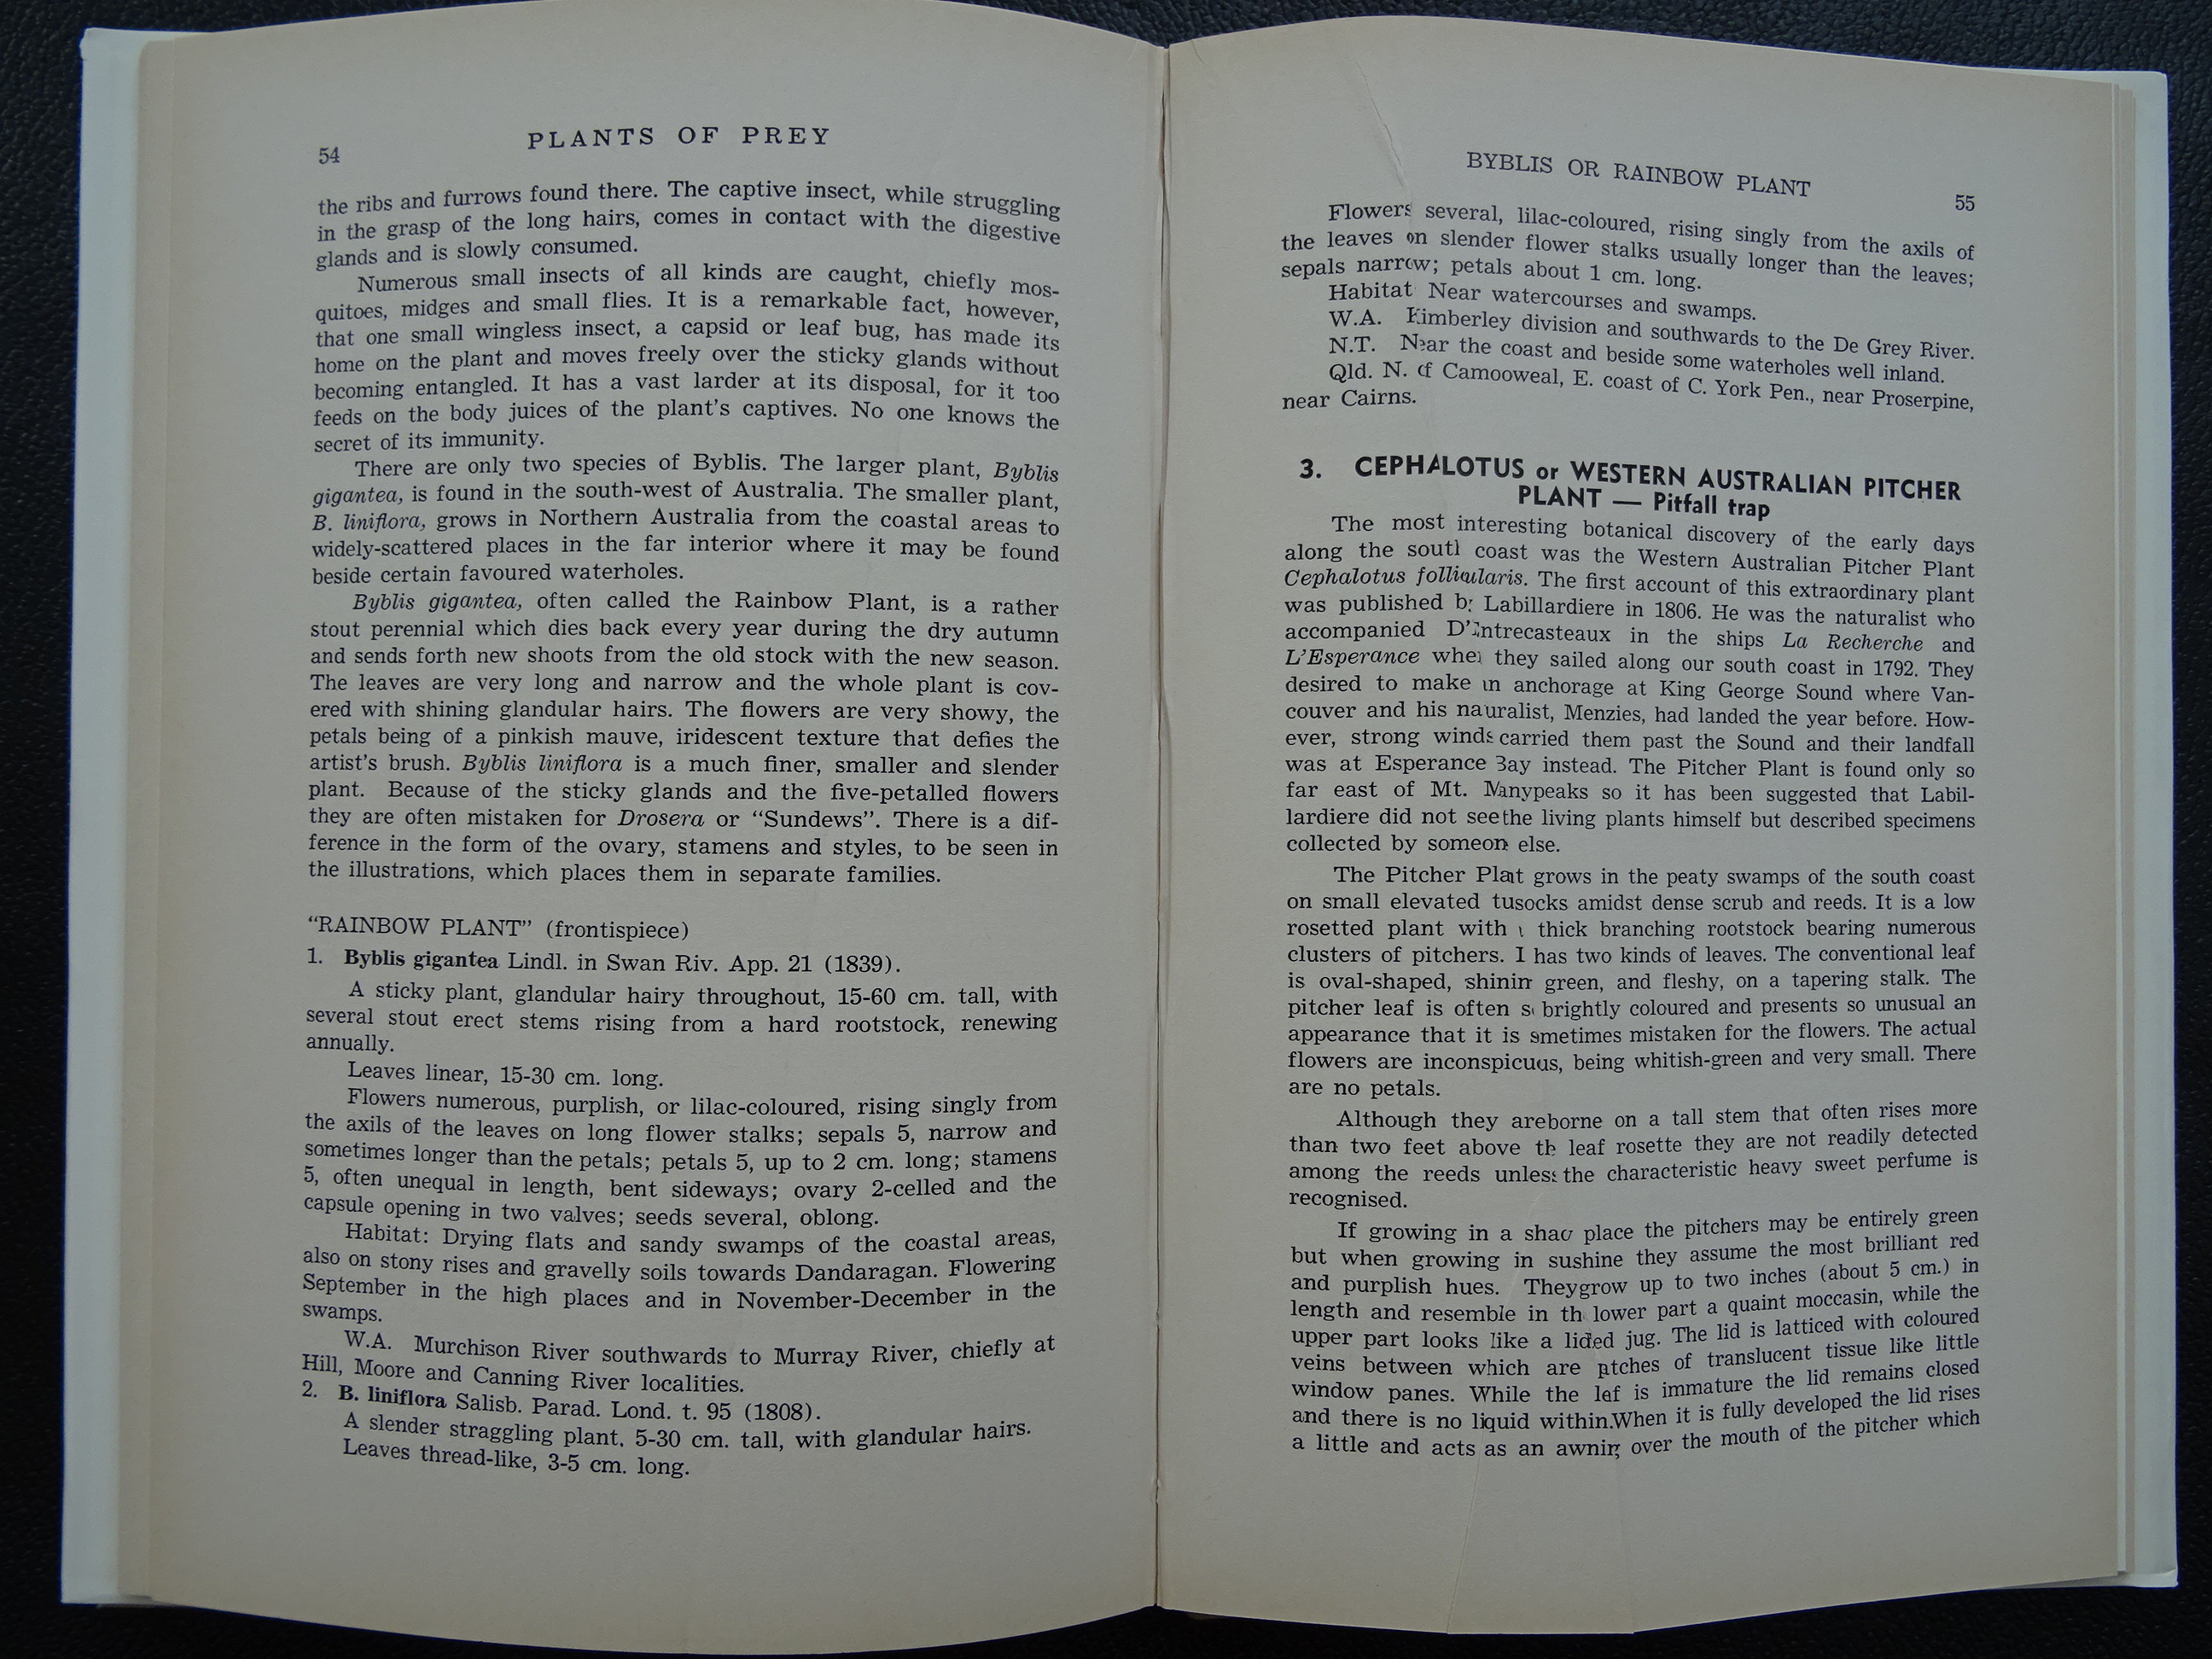 54
PLANTS OF PREY
the ribs and furrows found there. The captive insect, while struggling
in the grasp of the long hairs, comes in contact with the digestive
glands and is slowly consumed.
Numerous small insects of all kinds are caught, chiefly mos-
quitoes, midges and small flies. It is a remarkable fact, however,
that one small wingless insect, a capsid or leaf bug, has made its
home on the plant and moves freely over the sticky glands without
becoming entangled. It has a vast larder at its disposal, for it too
feeds on the body juices of the plant's captives. No one knows the
secret of its immunity.
There are only two species of Byblis. The larger plant, Byblis
gigantea, is found in the south-west of Australia. The smaller plant,
B. liniflora, grows in Northern Australia from the coastal areas to
widely-scattered places in the far interior where it may be found
beside certain favoured waterholes.
Byblis gigantea, often called the Rainbow Plant, is a rather
stout perennial which dies back every year during the dry autumn
and sends forth new shoots from the old stock with the new season.
The leaves are very long and narrow and the whole plant is cov-
ered with shining glandular hairs. The flowers are very showy, the
petals being of a pinkish mauve, iridescent texture that defies the
artist's brush. Byblis liniflora is a much finer, smaller and slender
plant. Because of the sticky glands and the five-petalled flowers
they are often mistaken for Drosera or “Sundews”. There is a dif-
ference in the form of the ovary, stamens and styles, to be seen in
the illustrations, which places them in separate families.
“RAINBOW PLANT” (frontispiece)
1. Byblis gigantea Lindl. in Swan Riv. App. 21 (1839).
A sticky plant, glandular hairy throughout, 15-60 cm. tall, with
several stout erect stems rising from a hard rootstock, renewing
annually.
Leaves linear, 15-30 cm. long.
Flowers numerous, purplish, or lilac-coloured, rising singly from
the axils of the leaves on long flower stalks; sepals 5, narrow and
sometimes longer than the petals; petals 5, up to 2 cm. long; stamens
5, often unequal in length, bent sideways; ovary 2-celled and the
capsule opening in two valves; seeds several, oblong.
Habitat: Drying flats and sandy swamps of the coastal areas,
also on stony rises and gravelly soils towards Dandaragan. Flowering
September in the high places and in November-December in the
swamps.
W.A. Murchison River southwards to Murray River, chiefly at
Hill, Moore and Canning River localities.
2. B. liniflora Salisb. Parad. Lond. t. 95 (1808).
A slender straggling plant. 5-30 cm. tall, with glandular hairs.
Leaves thread-like, 3-5 cm. long.
BYBLIS OR RAINBOW PLANT
55
Flowers several, lilac-coloured, rising singly from the axils of
the leaves on slender flower stalks usually longer than the leaves;
sepals narrow; petals about 1 cm. long.
Habitat Near watercourses and swamps.
W.A. Kimberley division and southwards to the De Grey River.
N.T. Near the coast and beside some waterholes well inland.
Qld. N. of Camooweal, E. coast of C. York Pen., near Proserpine,
near Cairns.
3. CEPHALOTUS or WESTERN AUSTRALIAN PITCHER
PLANT — Pitfall trap
The most interesting botanical discovery of the early days
along the south coast was the Western Australian Pitcher Plant
Cephalotus follicularis. The first account of this extraordinary plant
was published by Labillardiere in 1806. He was the naturalist who
accompanied D'Entrecasteaux in the ships La Recherche and
L'Esperance when they sailed along our south coast in 1792. They
desired to make an anchorage at King George Sound where Van-
couver and his naturalist, Menzies, had landed the year before. How-
ever, strong winds carried them past the Sound and their landfall
was at Esperance Bay instead. The Pitcher Plant is found only so
far east of Mt. Manypeaks so it has been suggested that Labil-
lardiere did not see the living plants himself but described specimens
collected by someone else.
The Pitcher Plant grows in the peaty swamps of the south coast
on small elevated tussocks amidst dense scrub and reeds. It is a low
rosetted plant with a thick branching rootstock bearing numerous
clusters of pitchers. It has two kinds of leaves. The conventional leaf
is oval-shaped, shining green, and fleshy, on a tapering stalk. The
pitcher leaf is often so brightly coloured and presents so unusual an
appearance that it is sometimes mistaken for the flowers. The actual
flowers are inconspicuous, being whitish-green and very small. There
are no petals.
Although they are borne on a tall stem that often rises more
than two feet above the leaf rosette they are not readily detected
among the reeds unless the characteristic heavy sweet perfume is
recognised.
If growing in a shady place the pitchers may be entirely green
but when growing in sunshine they assume the most brilliant red
and purplish hues. They grow up to two inches (about 5 cm.) in
length and resemble in the lower part a quaint moccasin, while the
upper part looks like a lidded jug. The lid is latticed with coloured
veins between which are patches of translucent tissue like little
window panes. While the leaf is immature the lid remains closed
and there is no liquid within. When it is fully developed the lid rises
a little and acts as an awning over the mouth of the pitcher which